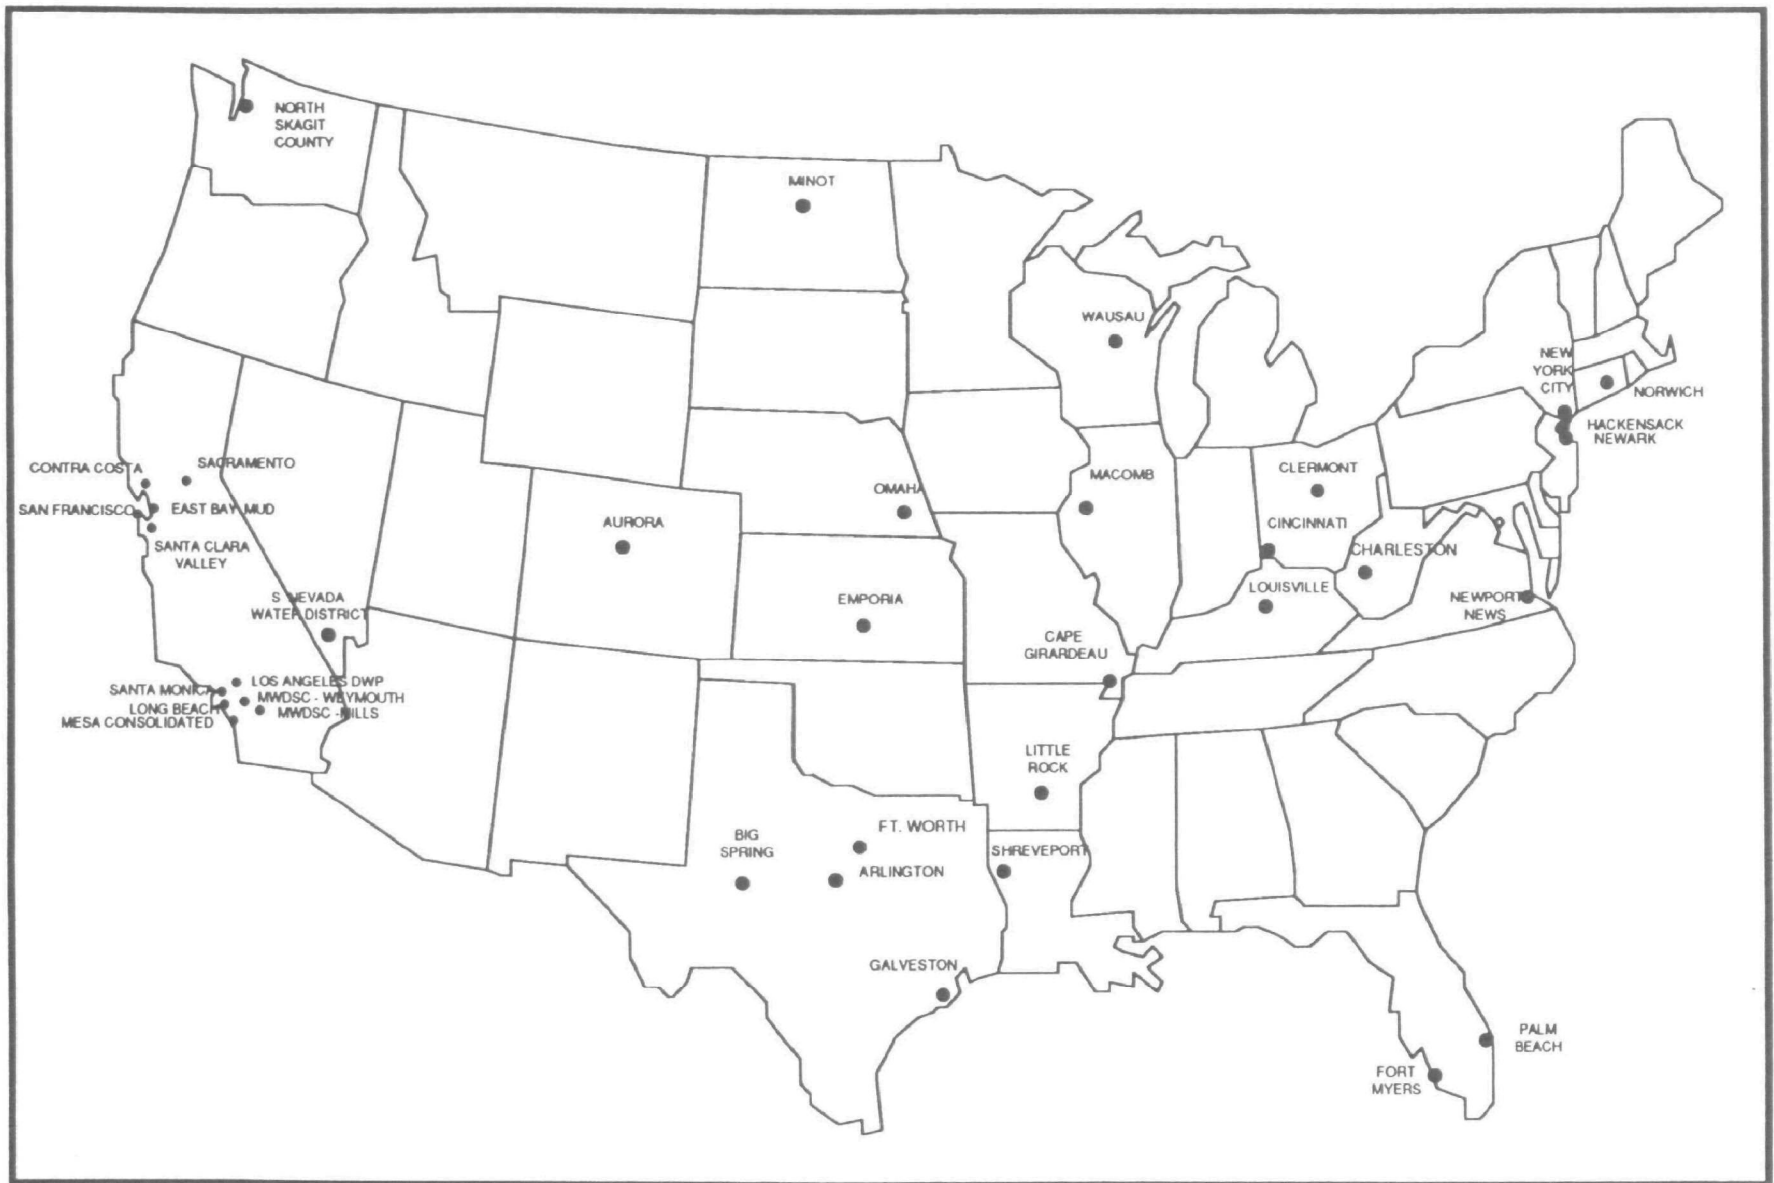 NORTH
SKAGIT
COUNTY
MINOT
WAUSAU
NEW
YORK
CITY
NORWICH
HACKENSACK
NEWARK
CONTRA COSTA
SACRAMENTO
SAN FRANCISCO
EAST BAY MUD
SANTA CLARA
VALLEY
OMAHA
MACOMB
CLERMONT
AURORA
CINCINNATI
CHARLESTON
S NEVADA
WATER DISTRICT
EMPORIA
LOUISVILLE
NEWPORT
NEWS
CAPE
GIRARDEAU
SANTA MONICA
LONG BEACH
MESA CONSOLIDATED
LOS ANGELES DWP
MWDSC - WEYMOUTH
MWDSC - MILLS
LITTLE
ROCK
BIG
SPRING
FT. WORTH
ARLINGTON
SHREVEPORT
GALVESTON
PALM
BEACH
FORT
MYERS